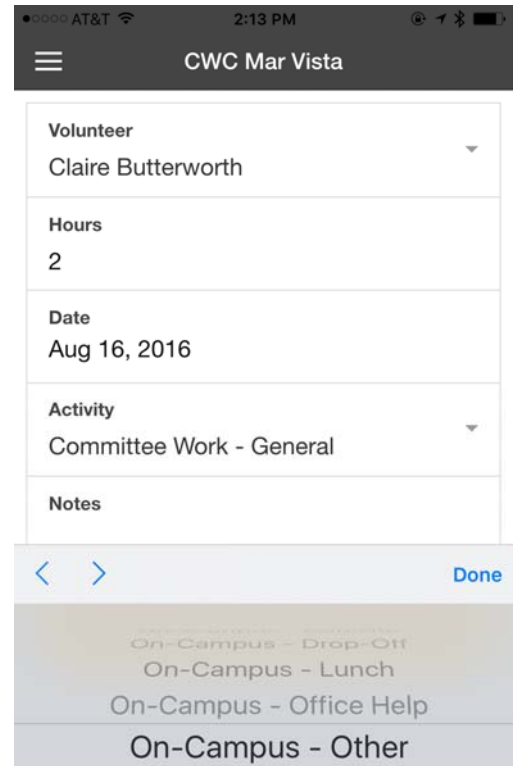 AT&T 2:13 PM
CWC Mar Vista
Volunteer
Claire Butterworth
Hours
2
Date
Aug 16, 2016
Activity
Committee Work - General
Notes
Done
On-Campus - Drop-Off
On-Campus - Lunch
On-Campus - Office Help
On-Campus - Other